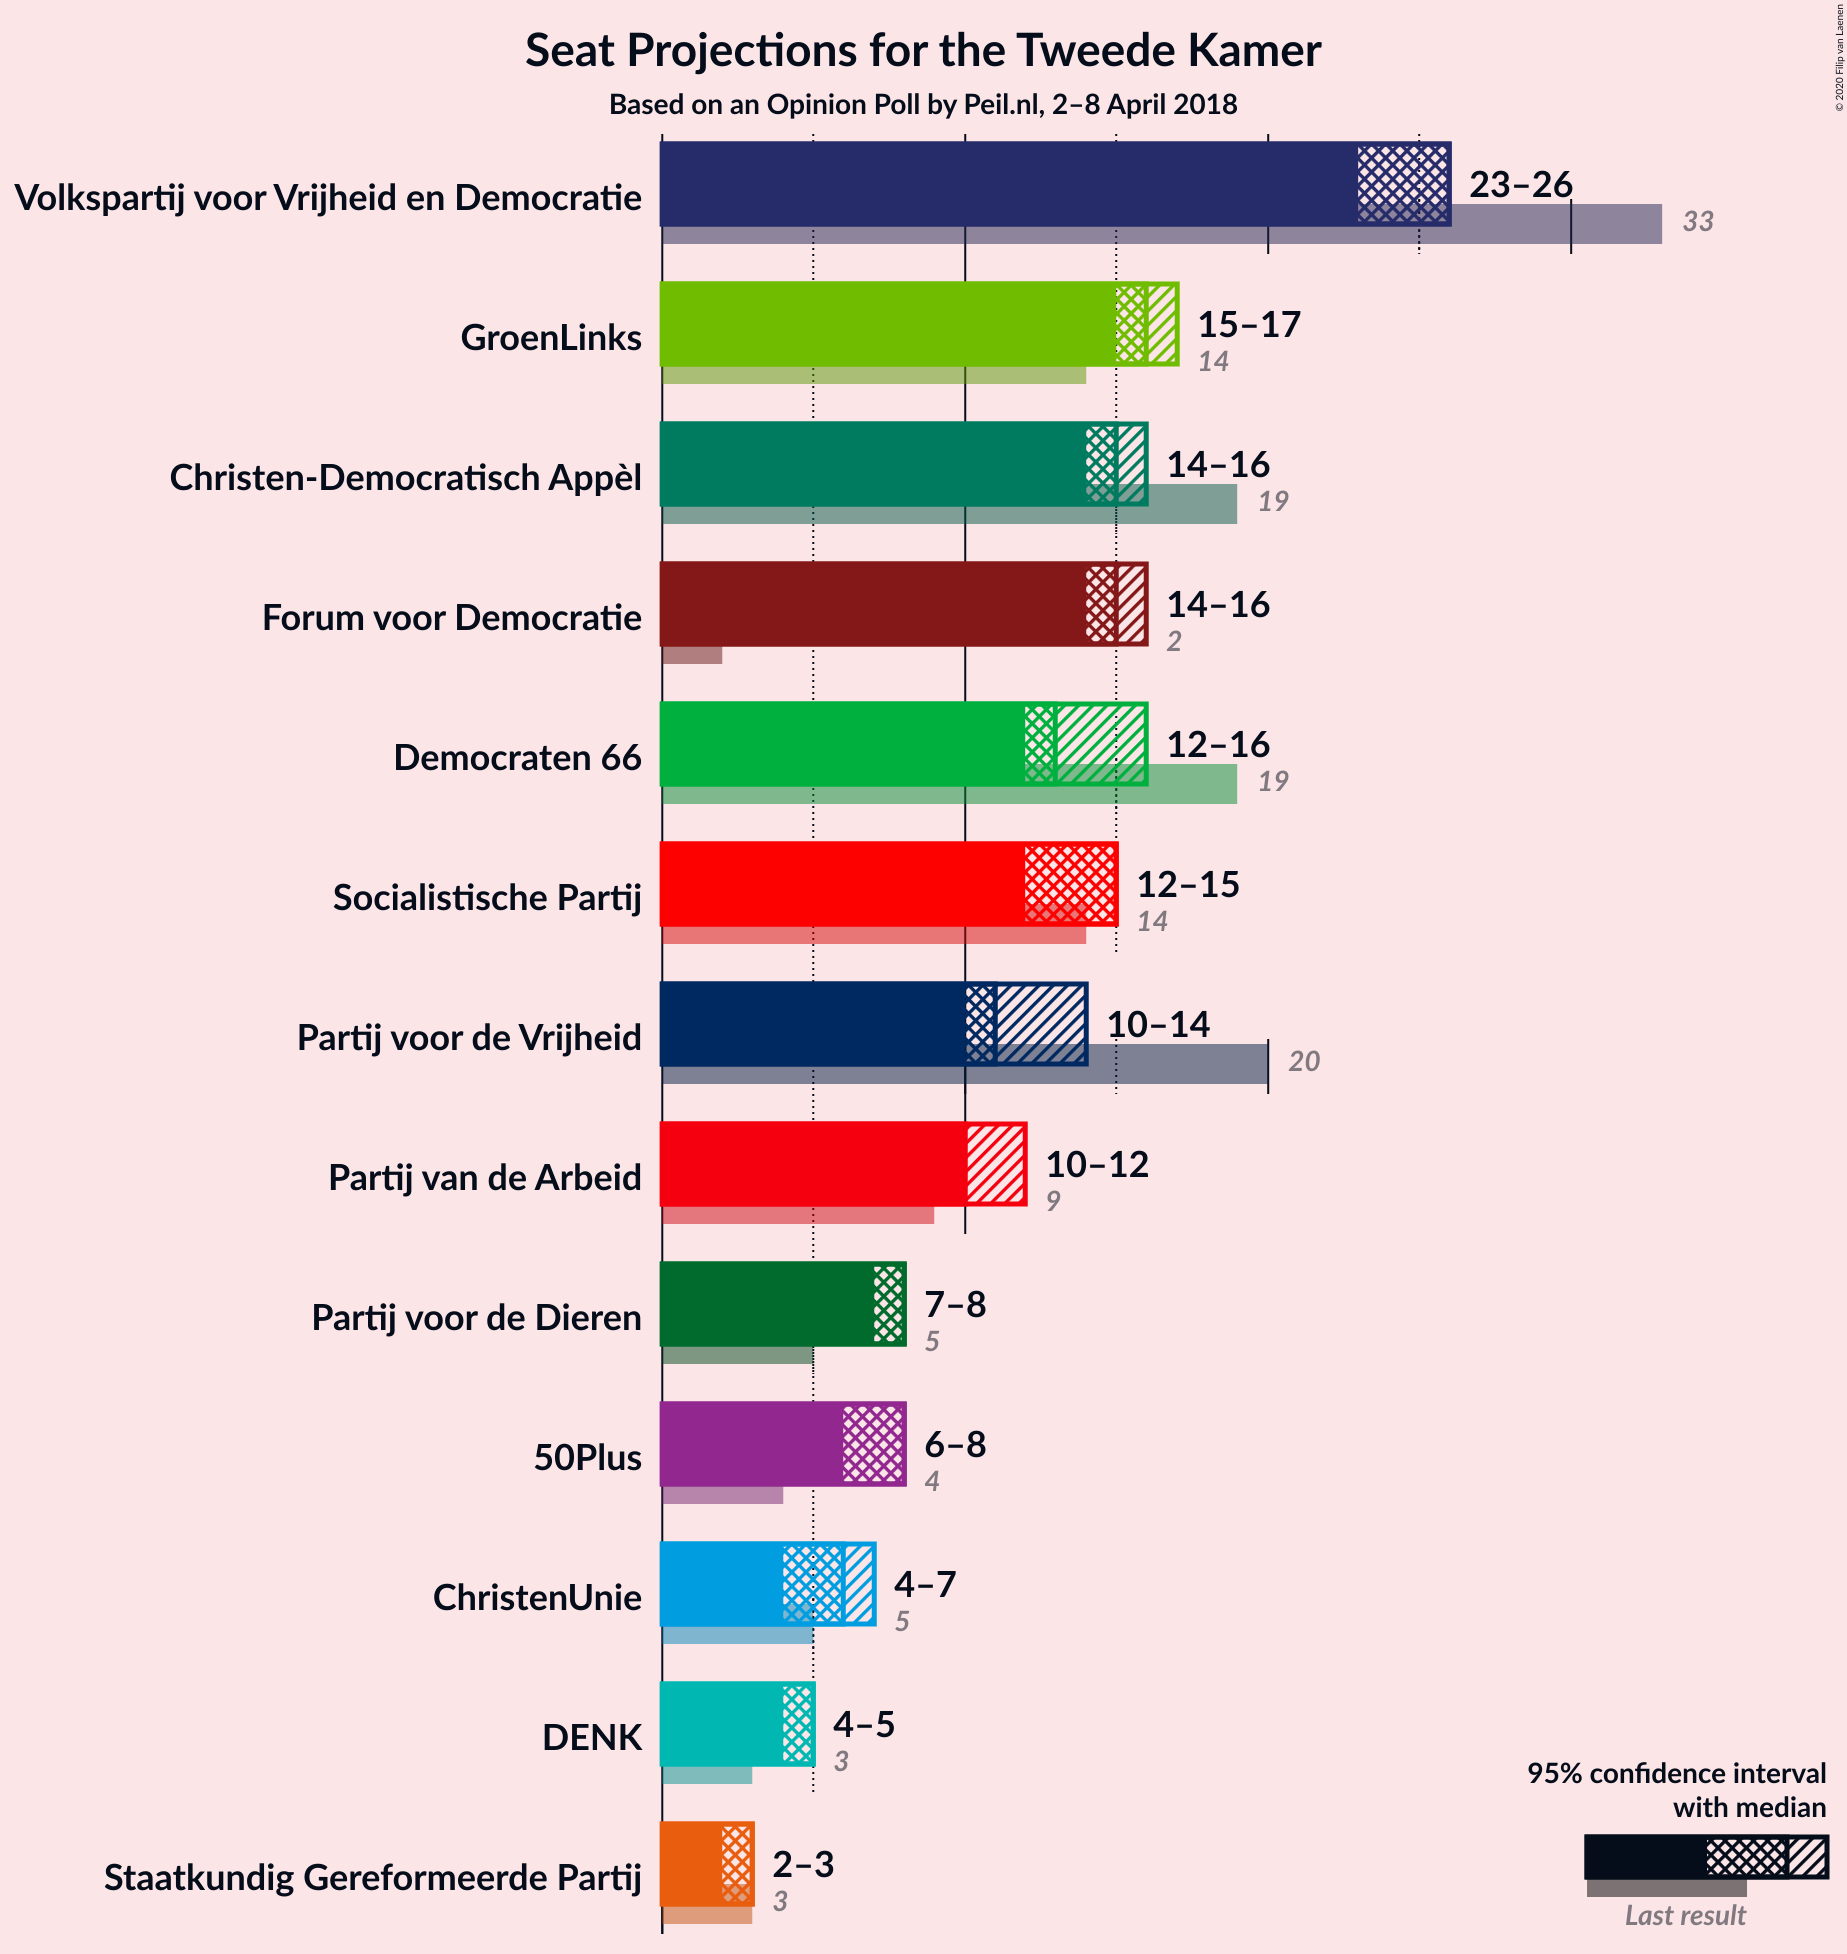 Seat Projections for the Tweede Kamer
Based on an Opinion Poll by Peil.nl, 2–8 April 2018
© 2020 Filip van Laenen
Volkspartij voor Vrijheid en Democratie
23–26
33
GroenLinks
15–17
14
Christen-Democratisch Appèl
14–16
19
Forum voor Democratie
14–16
2
Democraten 66
12–16
19
Socialistische Partij
12–15
14
Partij voor de Vrijheid
10–14
20
Partij van de Arbeid
10–12
9
Partij voor de Dieren
7–8
5
50Plus
6–8
4
ChristenUnie
4–7
5
DENK
4–5
3
Staatkundig Gereformeerde Partij
2–3
3
95% confidence interval
with median
Last result